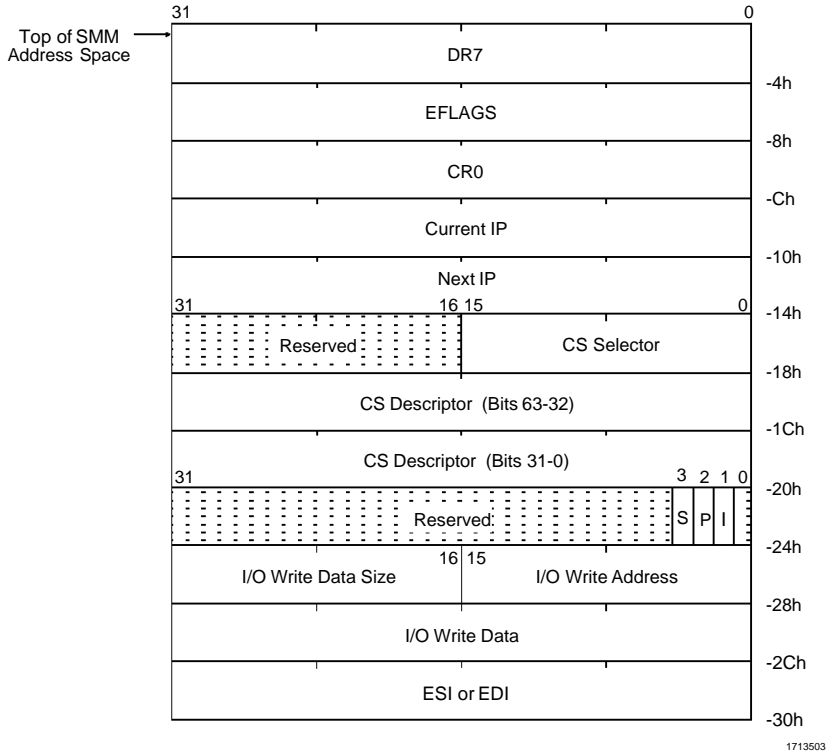 31 0
Top of SMM
Address Space
DR7
-4h
EFLAGS
-8h
CR0
-Ch
Current IP
-10h
Next IP
31 16 15 0
-14h
Reserved CS Selector
-18h
CS Descriptor (Bits 63-32)
-1Ch
CS Descriptor (Bits 31-0)
31 3 2 1 0
-20h
Reserved S P I
-24h
16 15
I/O Write Data Size I/O Write Address
-28h
I/O Write Data
-2Ch
ESI or EDI
-30h
1713503